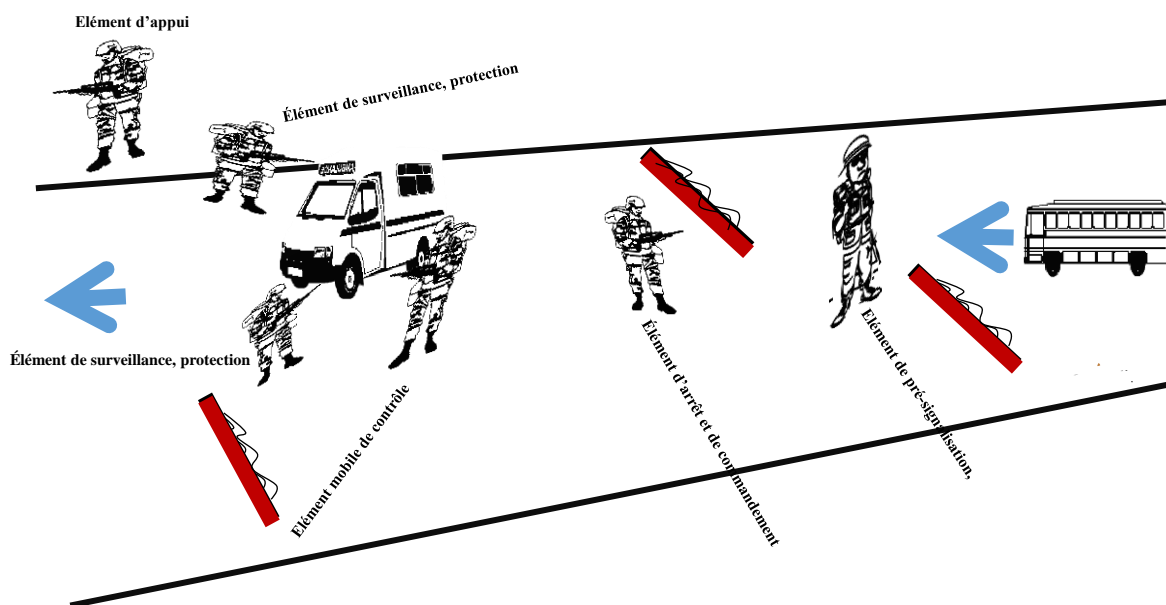 Elément d'appui
Élément de surveillance, protection
Élément de surveillance, protection
Elément mobile de contrôle
Élément d'arrêt et de commandement
Elément de pré-signalisation,